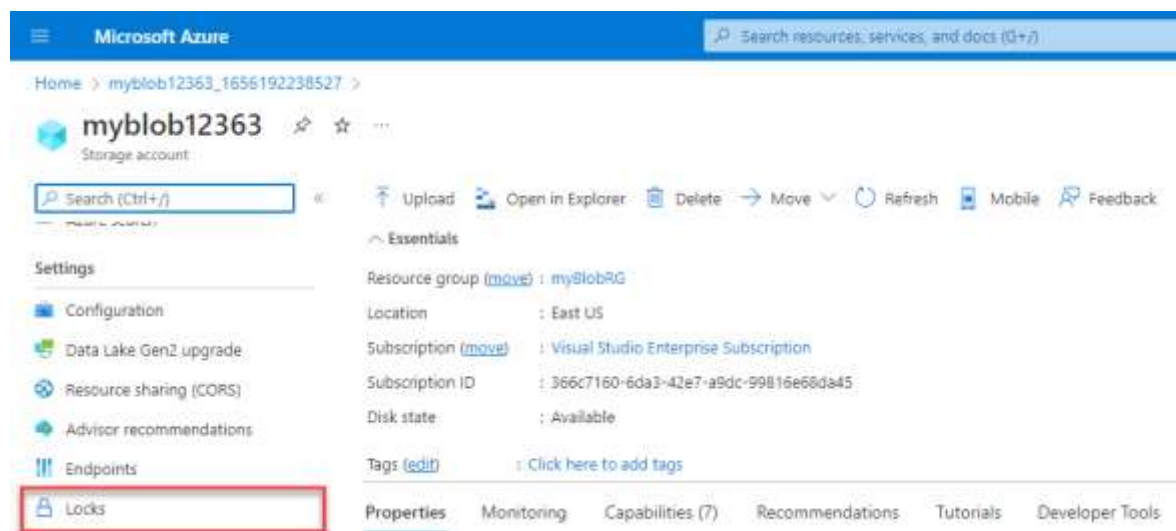 Microsoft Azure
Search resources, services, and docs (G+/)
Home > myblob12363_1656192238527 >
myblob12363
Storage account
Search (Ctrl+/)
Upload Open in Explorer Delete Move Refresh Mobile Feedback
Essentials
Settings
Resource group (move) : myBlobRG
Configuration
Location : East US
Data Lake Gen2 upgrade
Subscription (move) : Visual Studio Enterprise Subscription
Resource sharing (CORS)
Subscription ID : 366c7160-6da3-42e7-a9dc-99816e68da45
Disk state : Available
Advisor recommendations
Endpoints
Tags (edit) : Click here to add tags
Locks
Properties Monitoring Capabilities (7) Recommendations Tutorials Developer Tools